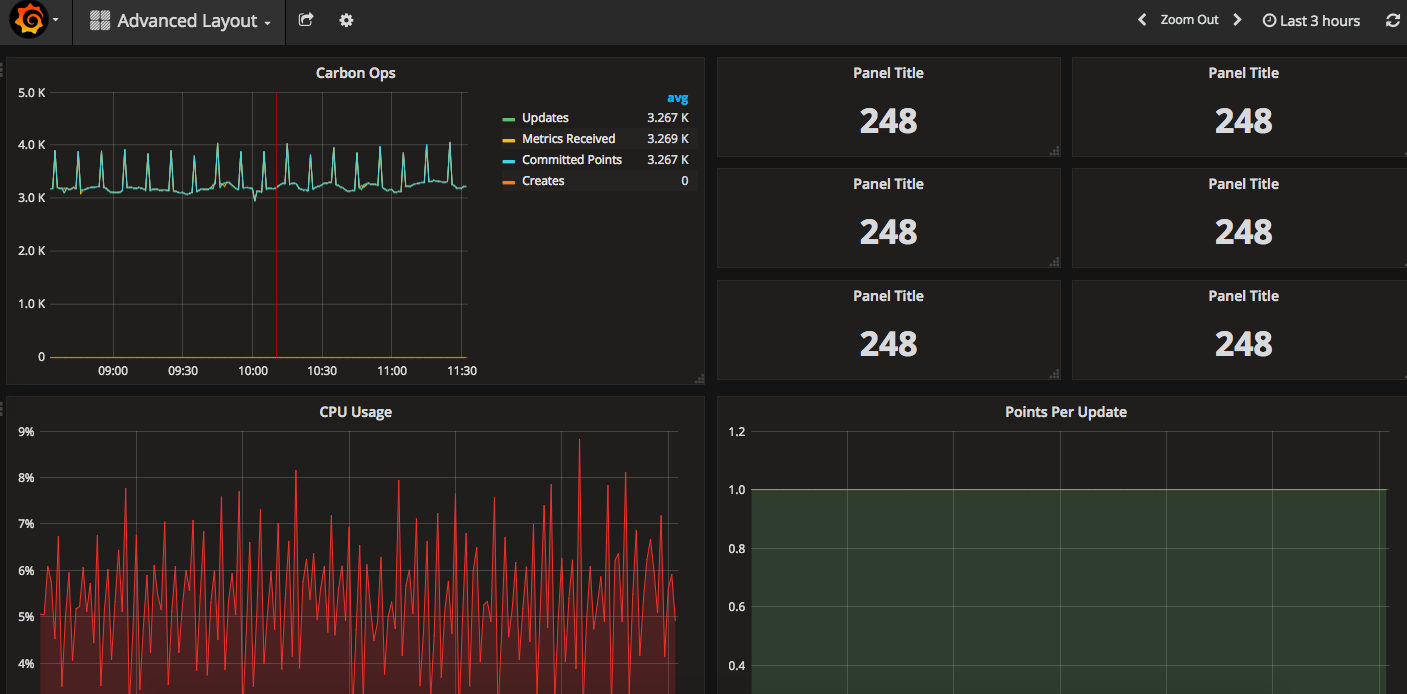 Advanced Layout
Zoom Out
Last 3 hours
Carbon Ops
5.0 K
4.0 K
3.0 K
2.0 K
1.0 K
0
09:00 09:30 10:00 10:30 11:00 11:30
avg
Updates 3.267 K
Metrics Received 3.269 K
Committed Points 3.267 K
Creates 0
Panel Title
248
Panel Title
248
Panel Title
248
Panel Title
248
Panel Title
248
Panel Title
248
CPU Usage
9%
8%
7%
6%
5%
4%
Points Per Update
1.2
1.0
0.8
0.6
0.4